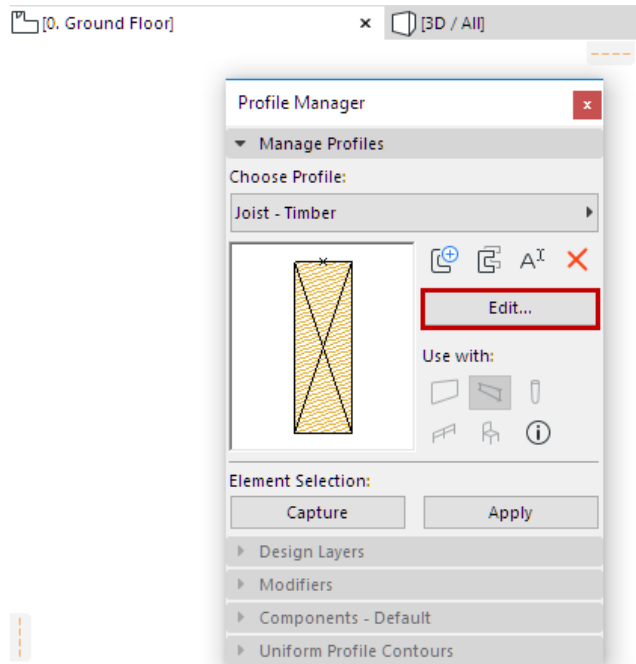 [0. Ground Floor]
[3D / All]
Profile Manager
Manage Profiles
Choose Profile:
Joist - Timber
Edit...
Use with:
Element Selection:
Capture
Apply
Design Layers
Modifiers
Components - Default
Uniform Profile Contours